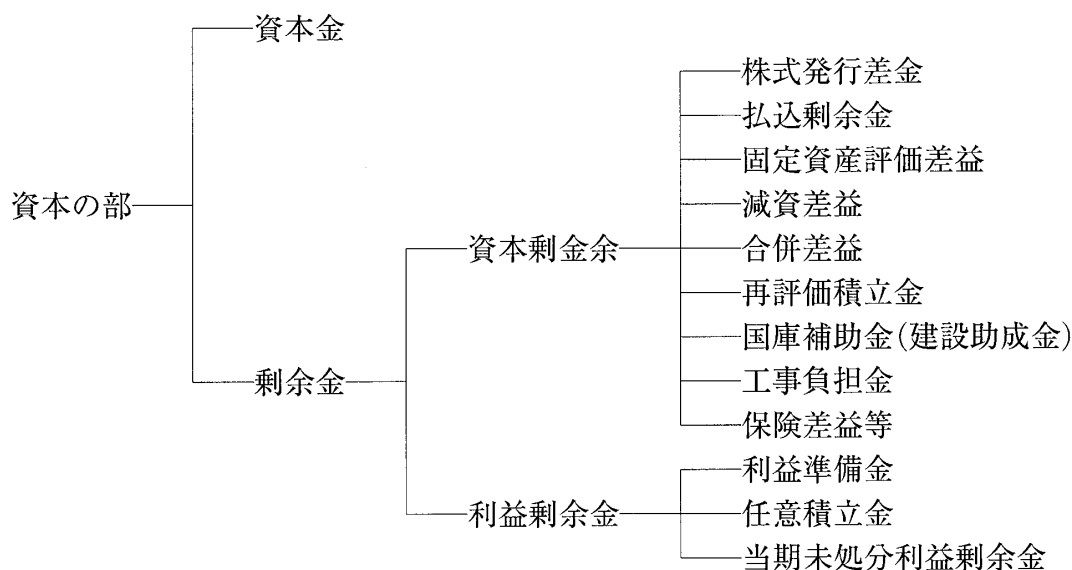 資本の部
資本金
剰余金
資本剰金余
株式発行差金
払込剰余金
固定資産評価差益
減資差益
合併差益
再評価積立金
国庫補助金(建設助成金)
工事負担金
保険差益等
利益剰余金
利益準備金
任意積立金
当期未処分利益剰余金